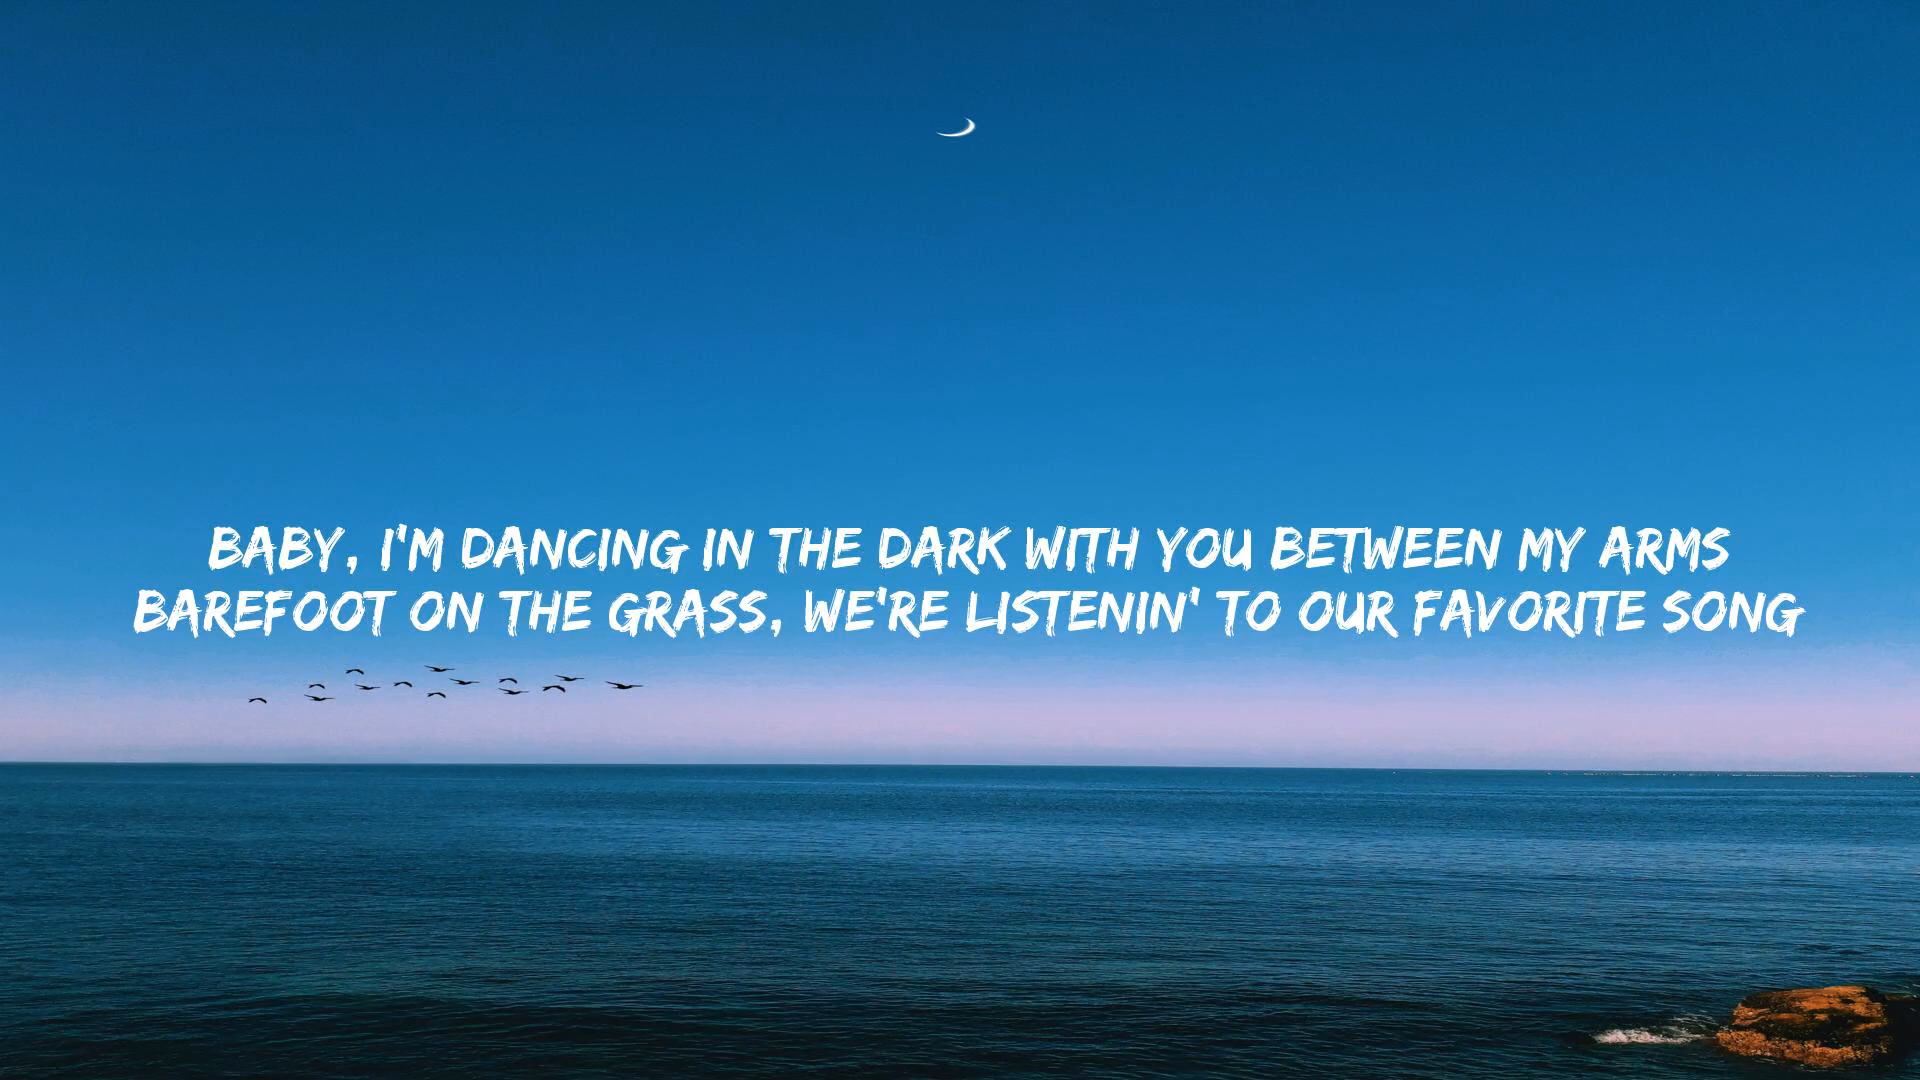 BABY, I'M DANCING IN THE DARK WITH YOU BETWEEN MY ARMS
BAREFOOT ON THE GRASS, WE'RE LISTENIN' TO OUR FAVORITE SONG